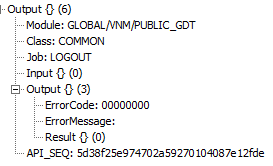 Output {} (6)
Module: GLOBAL/VNM/PUBLIC_GDT
Class: COMMON
Job: LOGOUT
Input {} (0)
Output {} (3)
ErrorCode: 00000000
ErrorMessage:
Result {} (0)
API_SEQ: 5d38f25e974702a59270104087e12fde